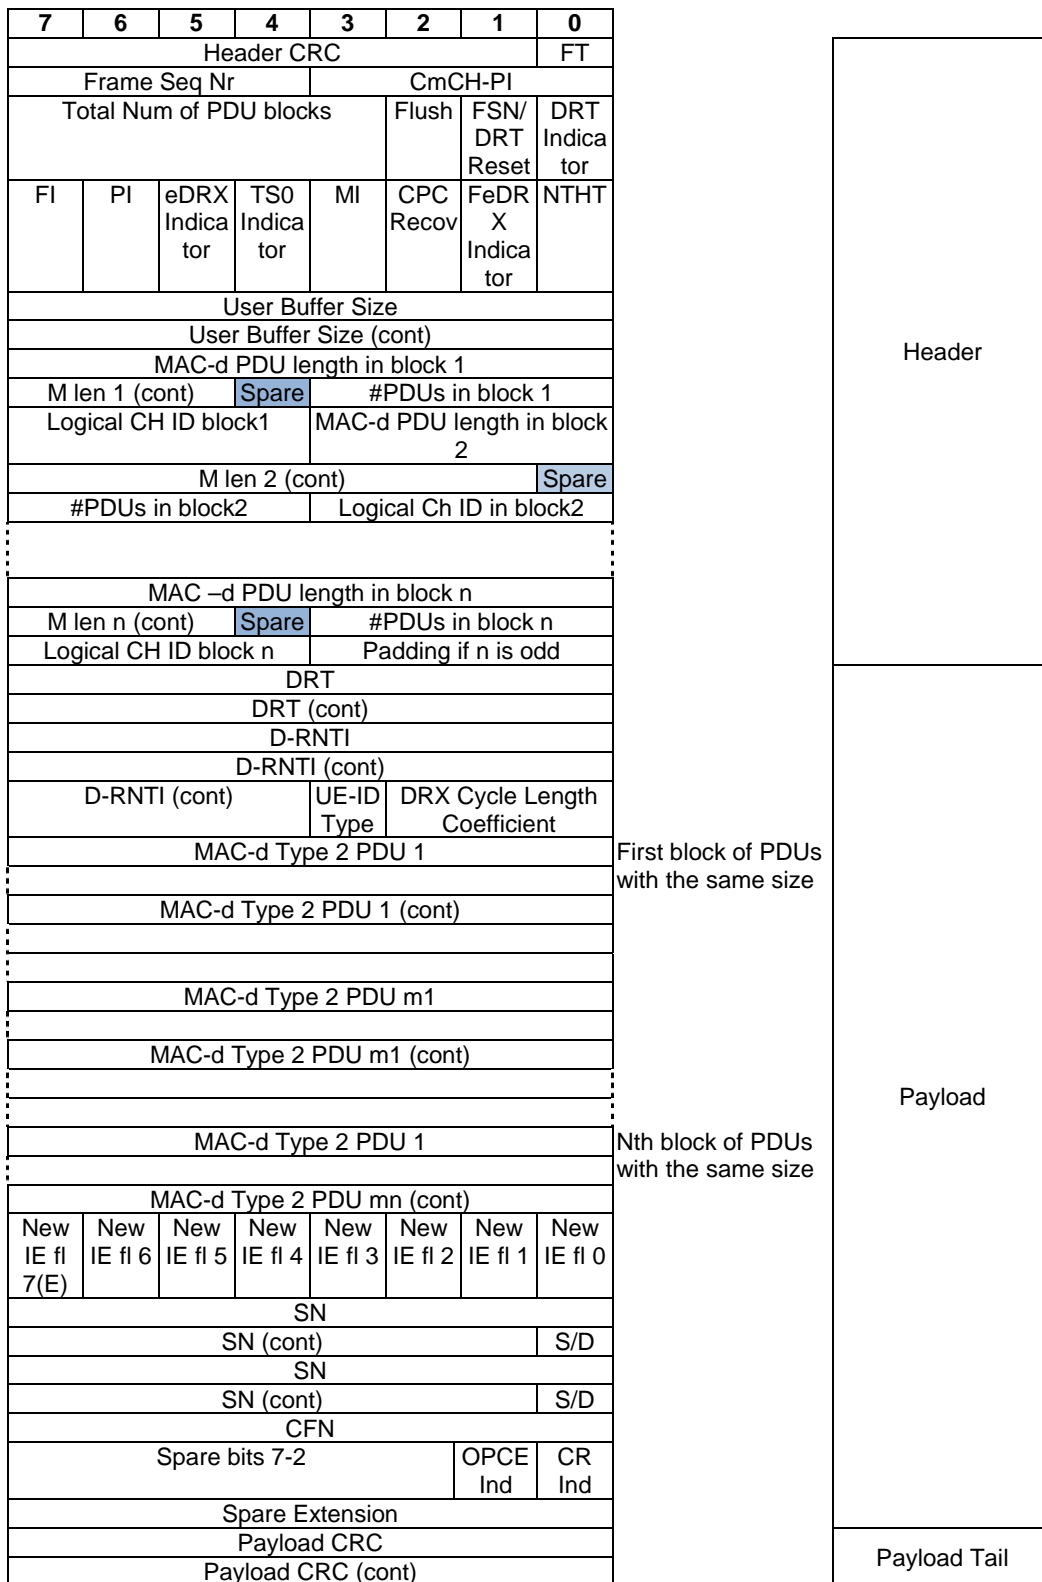 7 6 5 4 3 2 1 0
Header CRC FT
Frame Seq Nr CmCH-PI
Total Num of PDU blocks Flush FSN/ DRT
DRT Indica
Reset tor
FI PI eDRX TS0 MI CPC FeDR NTHT
Indica Indica Recov X
tor tor Indica
tor
User Buffer Size
User Buffer Size (cont)
Header
MAC-d PDU length in block 1
M len 1 (cont) Spare #PDUs in block 1
Logical CH ID block1 MAC-d PDU length in block
2
M len 2 (cont) Spare
#PDUs in block2 Logical Ch ID in block2
MAC –d PDU length in block n
M len n (cont) Spare #PDUs in block n
Logical CH ID block n Padding if n is odd
DRT
DRT (cont)
D-RNTI
D-RNTI (cont)
D-RNTI (cont) UE-ID DRX Cycle Length
Type Coefficient
MAC-d Type 2 PDU 1 First block of PDUs
with the same size
MAC-d Type 2 PDU 1 (cont)
MAC-d Type 2 PDU m1
MAC-d Type 2 PDU m1 (cont)
Payload
MAC-d Type 2 PDU 1 Nth block of PDUs
with the same size
MAC-d Type 2 PDU mn (cont)
New New New New New New New New
IE fl IE fl 6 IE fl 5 IE fl 4 IE fl 3 IE fl 2 IE fl 1 IE fl 0
7(E)
SN
SN (cont) S/D
SN
SN (cont) S/D
CFN
Spare bits 7-2 OPCE CR
Ind Ind
Spare Extension
Payload CRC
Payload Tail
Payload CRC (cont)